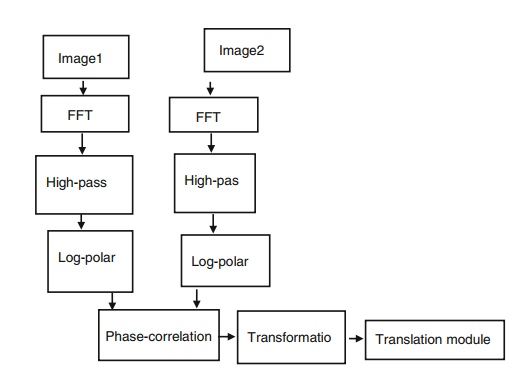 Image1
Image2
FFT
FFT
High-pass
High-pas
Log-polar
Log-polar
Phase-correlation
Transformatio
Translation module